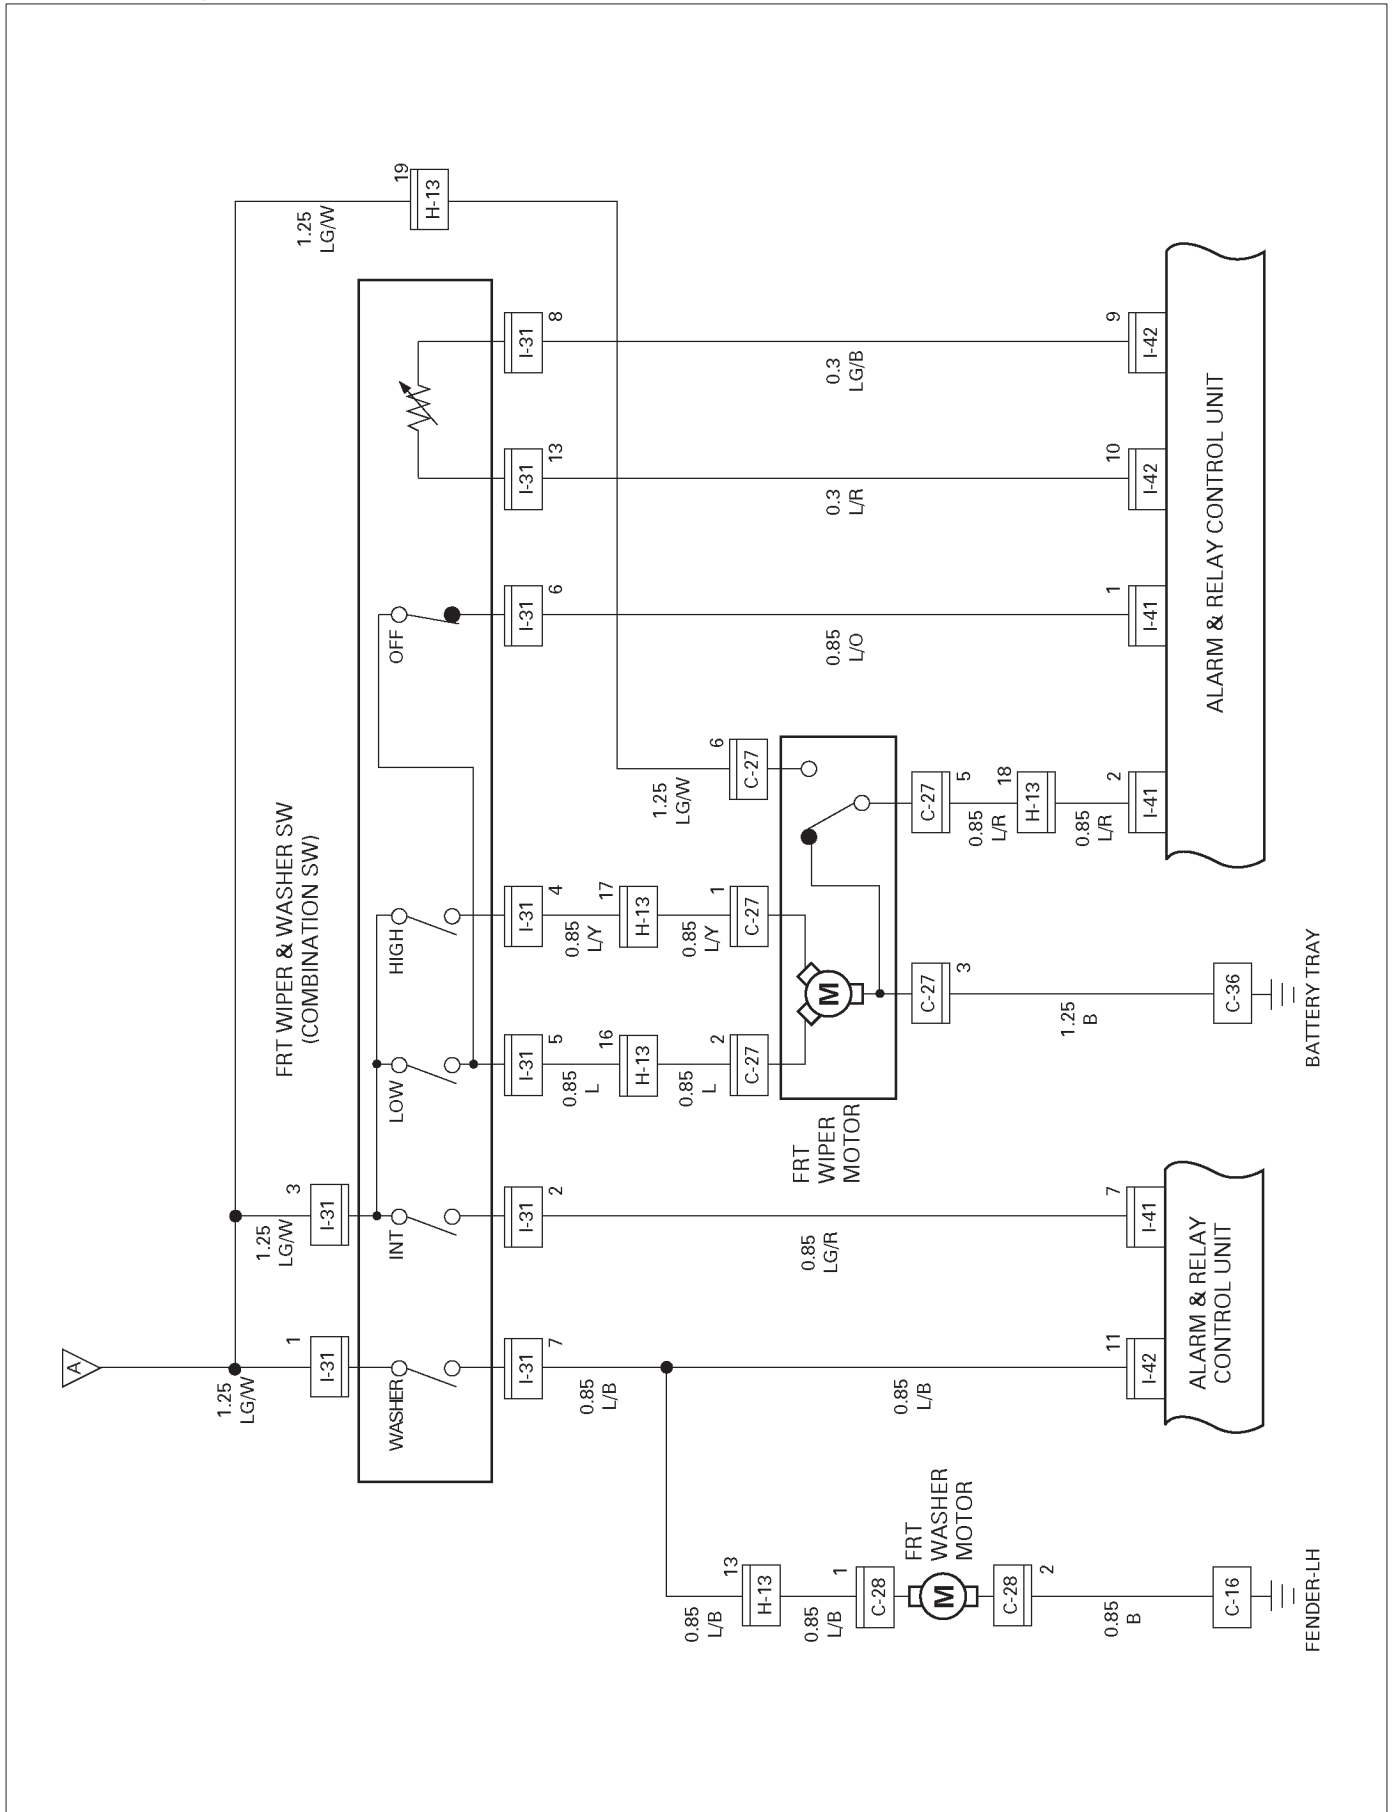 A
1.25
LG/W
1
I-31
WASHER
I-31
7
0.85
L/B
0.85
L/B
11
I-42
ALARM & RELAY
CONTROL UNIT
0.85
L/B
13
H-13
0.85
L/B
1
C-28
FRT
WASHER
MOTOR
M
C-28
2
0.85
B
C-16
FENDER-LH
1.25
LG/W
3
I-31
FRT WIPER & WASHER SW
(COMBINATION SW)
INT
I-31
2
0.85
LG/R
7
I-41
LOW
I-31
5
0.85
L
16
H-13
0.85
L
2
C-27
HIGH
I-31
4
0.85
L/Y
17
H-13
0.85
L/Y
1
C-27
FRT
WIPER
MOTOR
M
C-27
3
1.25
B
C-36
BATTERY TRAY
1.25
LG/W
6
C-27
C-27
5
0.85
L/R
18
H-13
0.85
L/R
2
I-41
OFF
I-31
6
0.85
L/O
1
I-41
ALARM & RELAY CONTROL UNIT
I-31
13
0.3
L/R
10
I-42
I-31
8
0.3
LG/B
9
I-42
1.25
LG/W
19
H-13